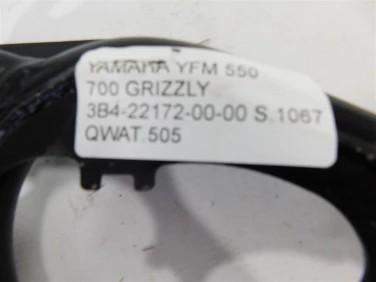 YAMAHA YFM 550
700 GRIZZLY
3B4-22172-00-00 S.1067
QWAT.505